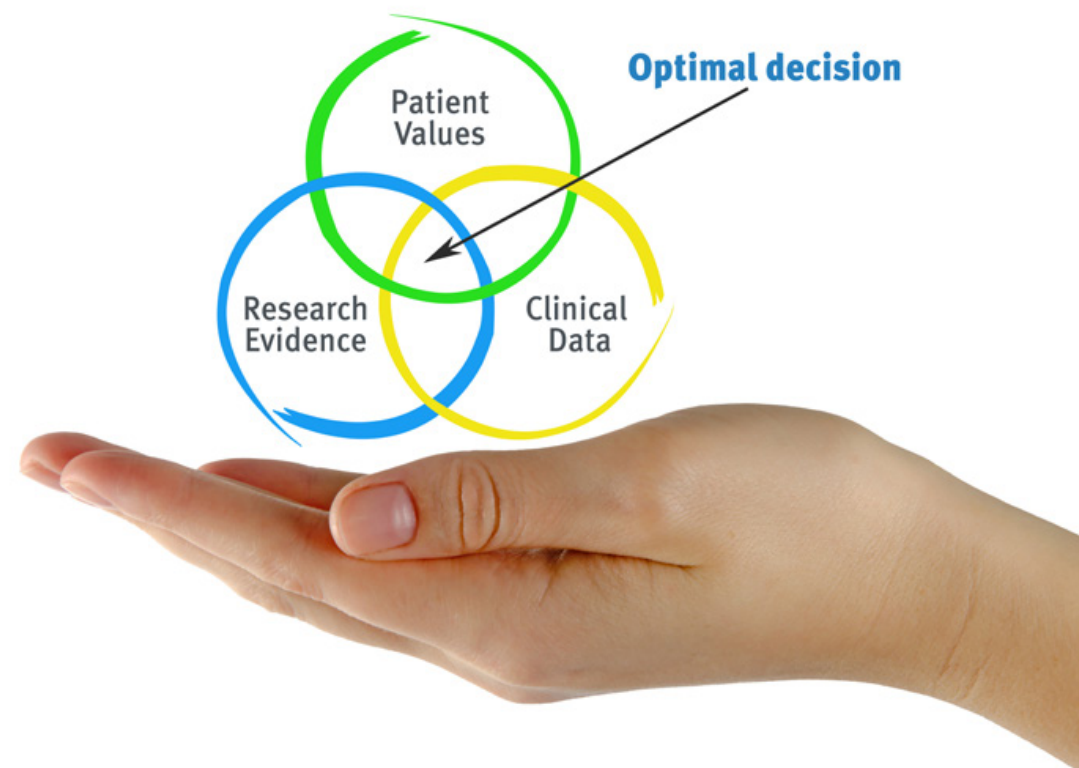 Optimal decision
Patient
Values
Research
Evidence
Clinical
Data